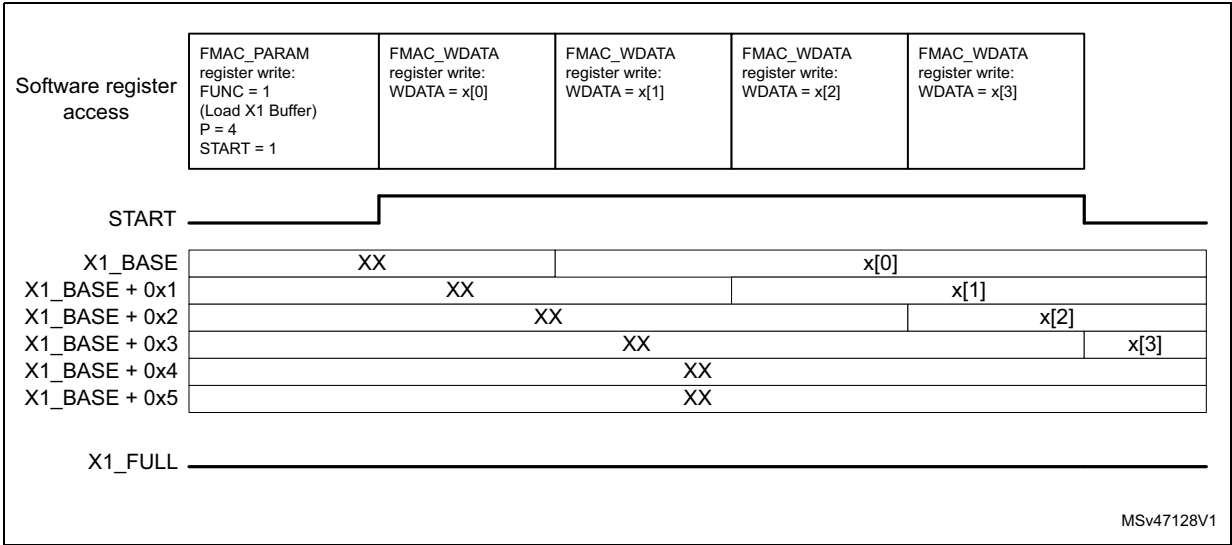 Software register
access
FMAC_PARAM
register write:
FUNC = 1
(Load X1 Buffer)
P = 4
START = 1
FMAC_WDATA
register write:
WDATA = x[0]
FMAC_WDATA
register write:
WDATA = x[1]
FMAC_WDATA
register write:
WDATA = x[2]
FMAC_WDATA
register write:
WDATA = x[3]
START
X1_BASE XX x[0]
X1_BASE + 0x1 XX x[1]
X1_BASE + 0x2 XX x[2]
X1_BASE + 0x3 XX x[3]
X1_BASE + 0x4 XX
X1_BASE + 0x5 XX
X1_FULL
MSv47128V1